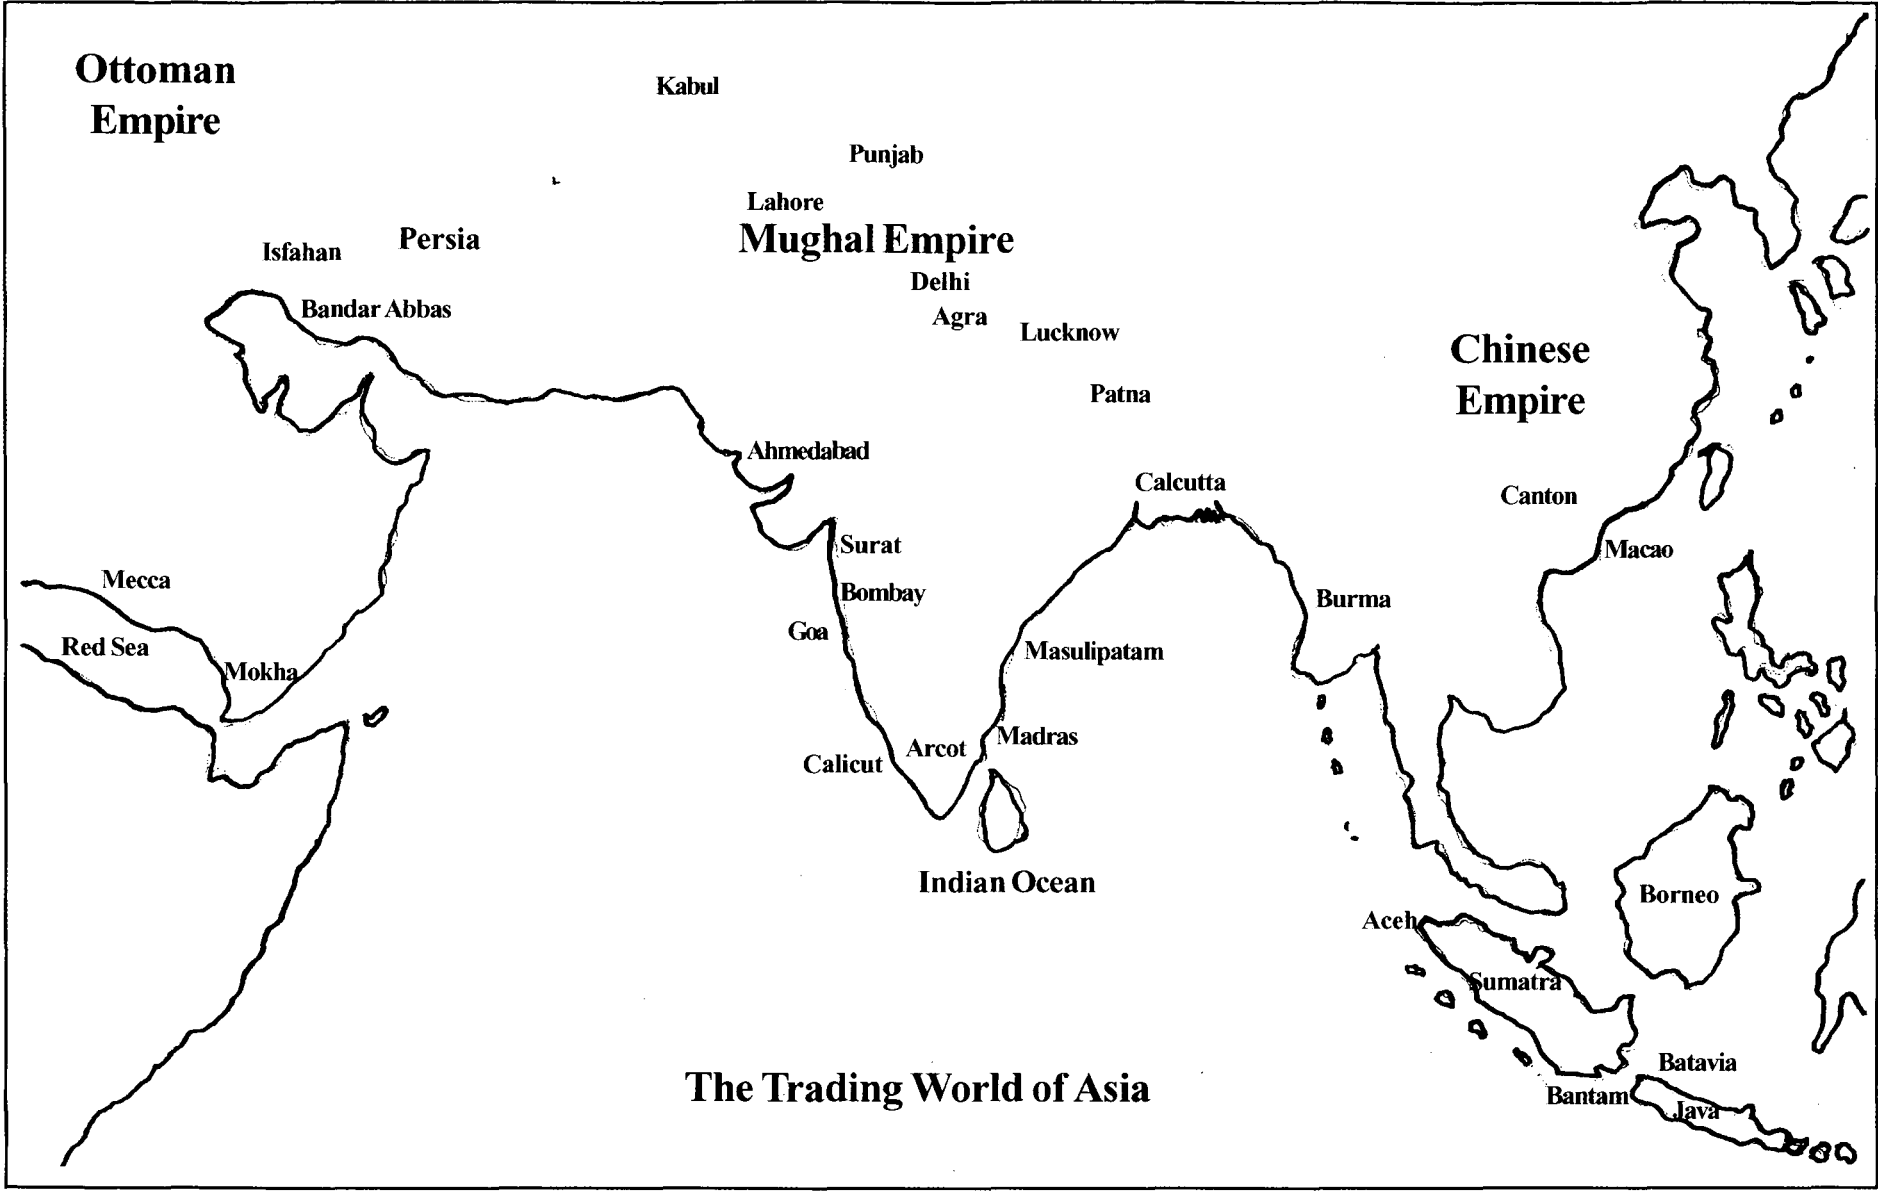 Ottoman
Empire
Kabul
Punjab
Lahore
Mughal Empire
Isfahan
Persia
Delhi
Bandar Abbas
Agra
Lucknow
Chinese
Empire
Patna
Ahmedabad
Calcutta
Canton
Surat
Macao
Mecca
Bombay
Burma
Goa
Red Sea
Masulipatam
Mokha
Madras
Arcot
Calicut
Indian Ocean
Borneo
Aceh
Sumatra
Batavia
The Trading World of Asia
Bantam
Java